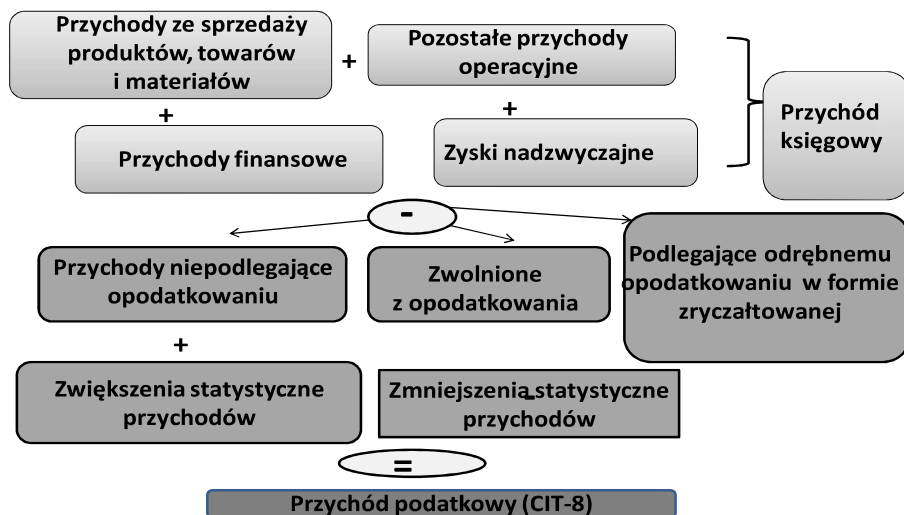 Przychody ze sprzedaży
produktów, towarów
i materiałów
+
Pozostałe przychody
operacyjne
+
+
Przychody finansowe
Zyski nadzwyczajne
Przychód
księgowy
-
Przychody niepodlegające
opodatkowaniu
Zwolnione
z opodatkowania
Podlegające odrębnemu
opodatkowaniu w formie
zryczałtowanej
+
-
Zwiększenia statystyczne
przychodów
Zmniejszenia statystyczne
przychodów
=
Przychód podatkowy (CIT-8)